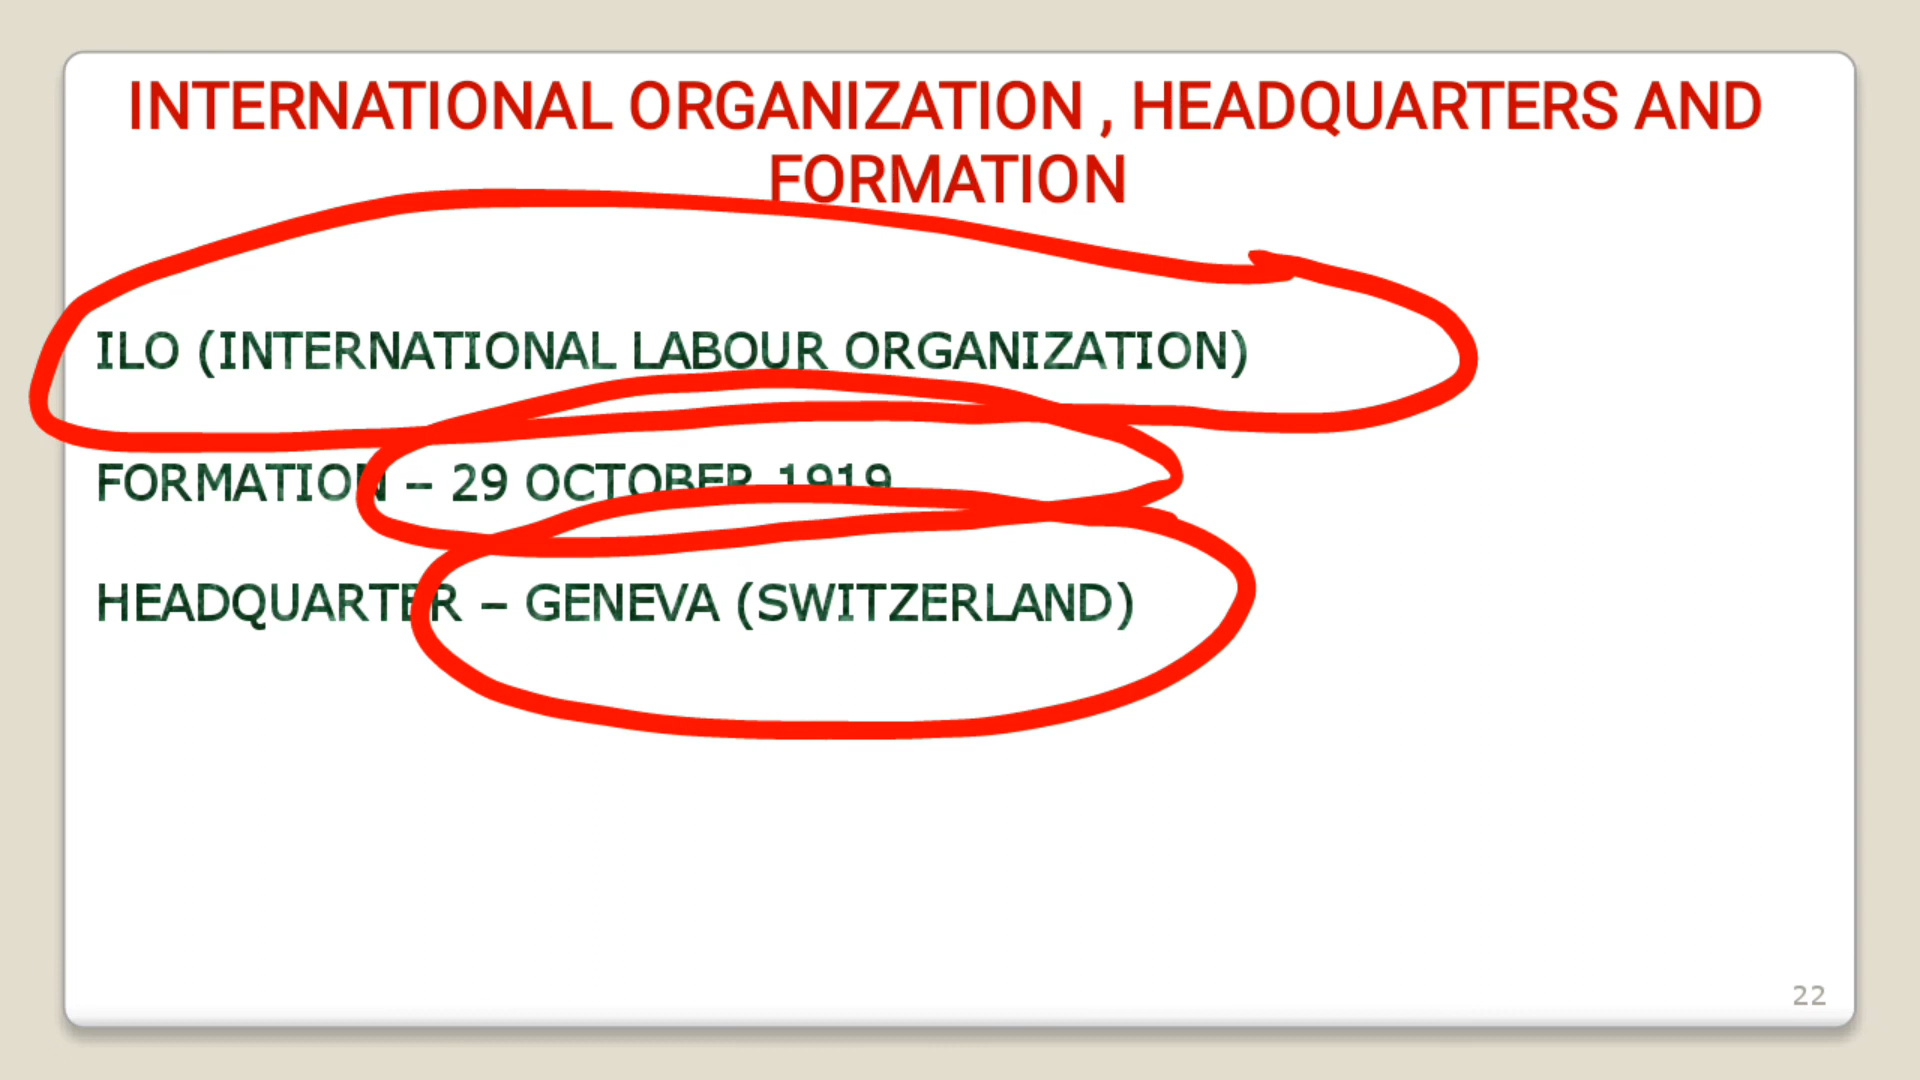 INTERNATIONAL ORGANIZATION , HEADQUARTERS AND
FORMATION
ILO (INTERNATIONAL LABOUR ORGANIZATION)
FORMATION – 29 OCTOBER 1919
HEADQUARTER – GENEVA (SWITZERLAND)
22